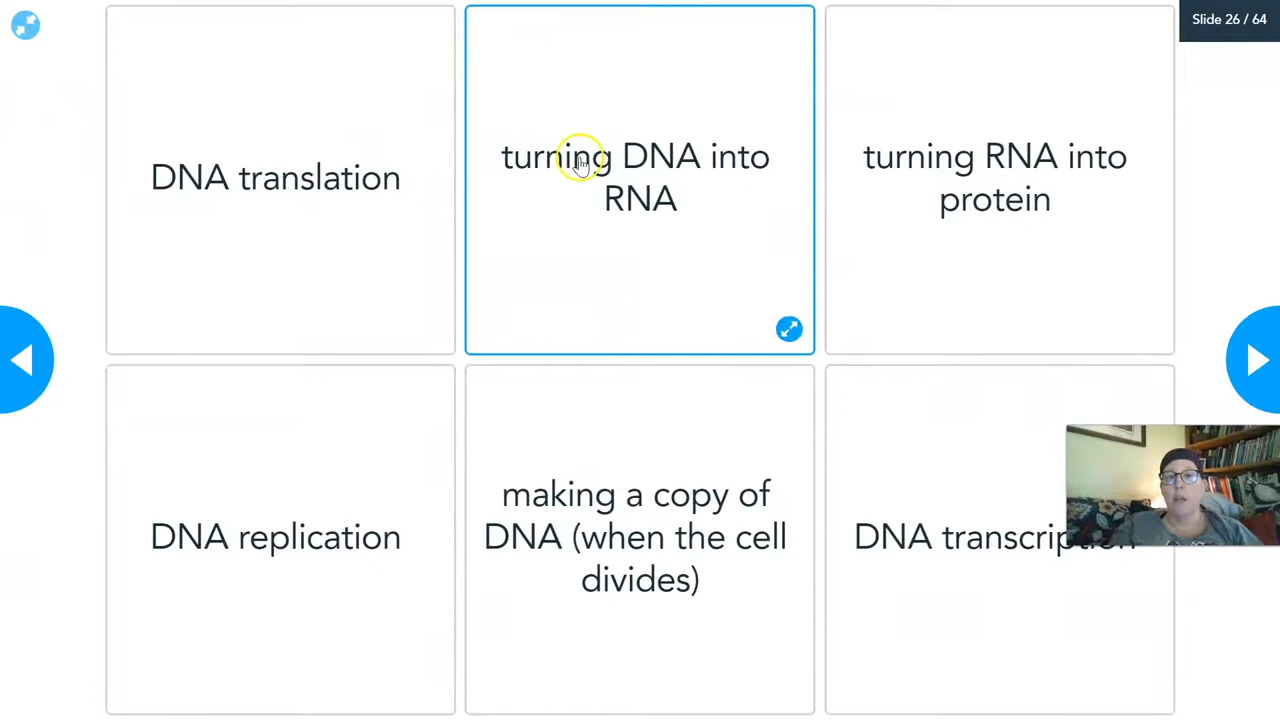 Slide 26 / 64
DNA translation
turning DNA into
RNA
turning RNA into
protein
DNA replication
making a copy of
DNA (when the cell
divides)
DNA transcription